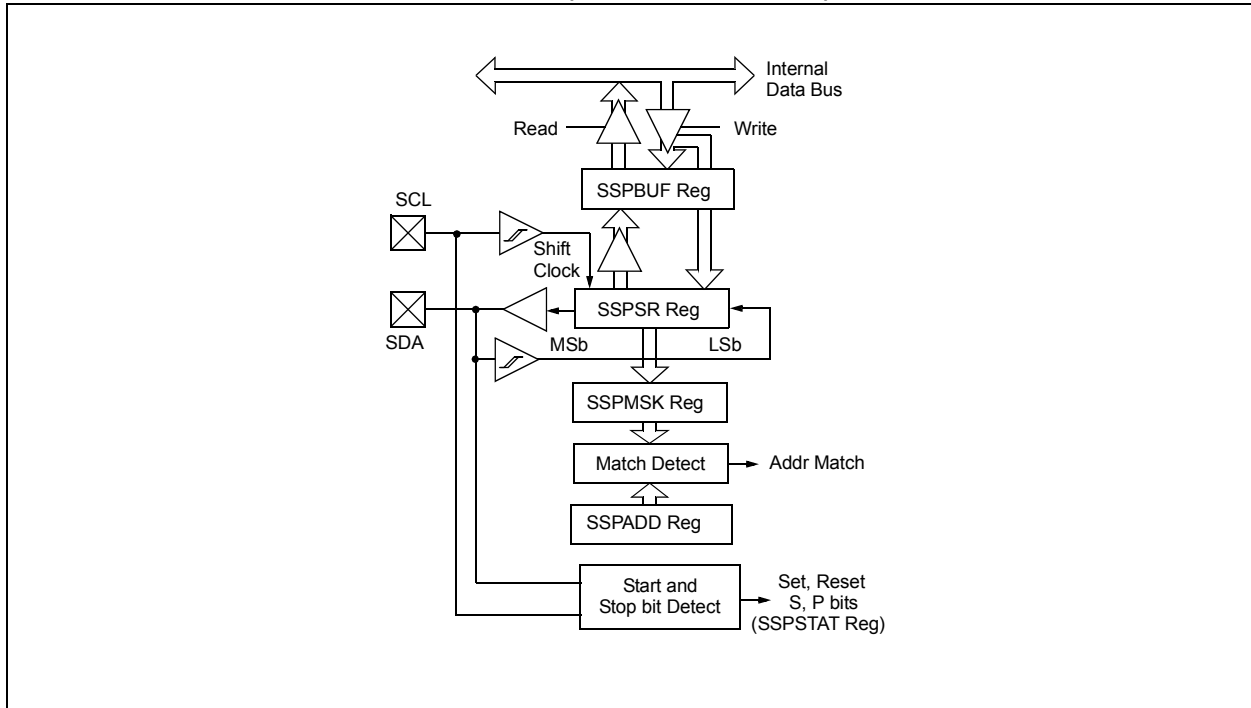 Internal
Data Bus
Read
Write
SSPBUF Reg
SCL
Shift
Clock
SSPSR Reg
SDA
MSb
LSb
SSPMSK Reg
Match Detect
Addr Match
SSPADD Reg
Start and
Stop bit Detect
Set, Reset
S, P bits
(SSPSTAT Reg)